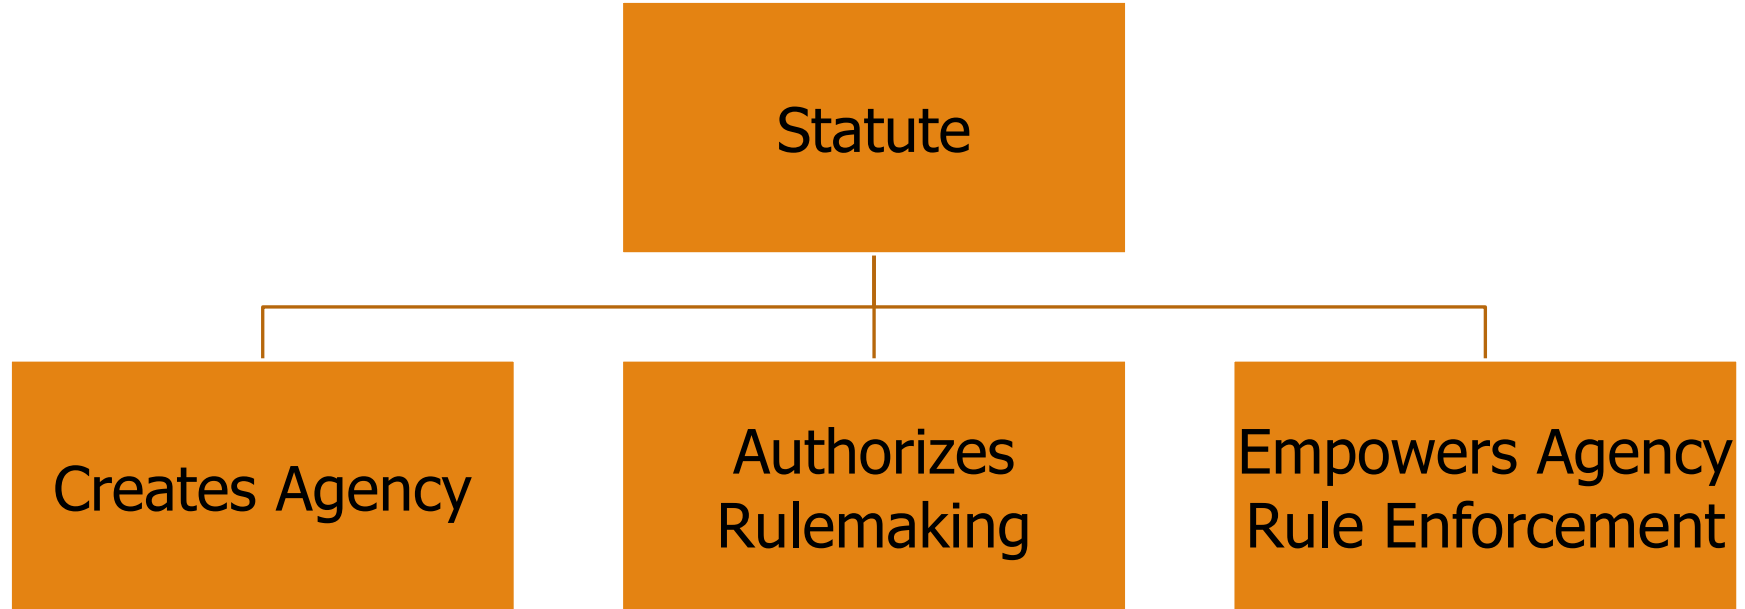 Statute
Creates Agency
Authorizes
Rulemaking
Empowers Agency
Rule Enforcement